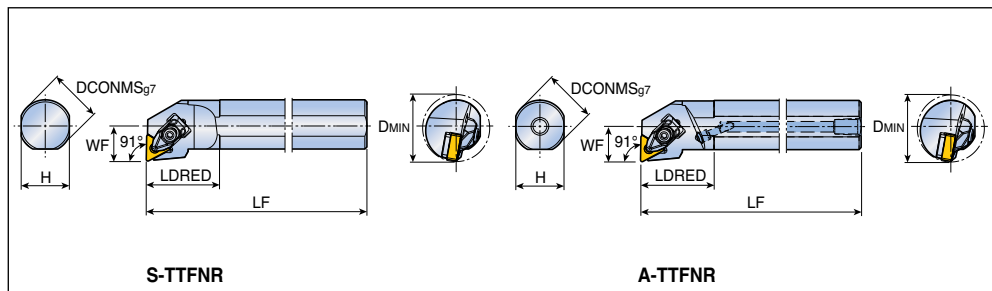 DCONMSg7
WF
91°
H
LDRED
LF
DMIN
S-TTFNR
DCONMSg7
WF
91°
H
LDRED
LF
DMIN
A-TTFNR